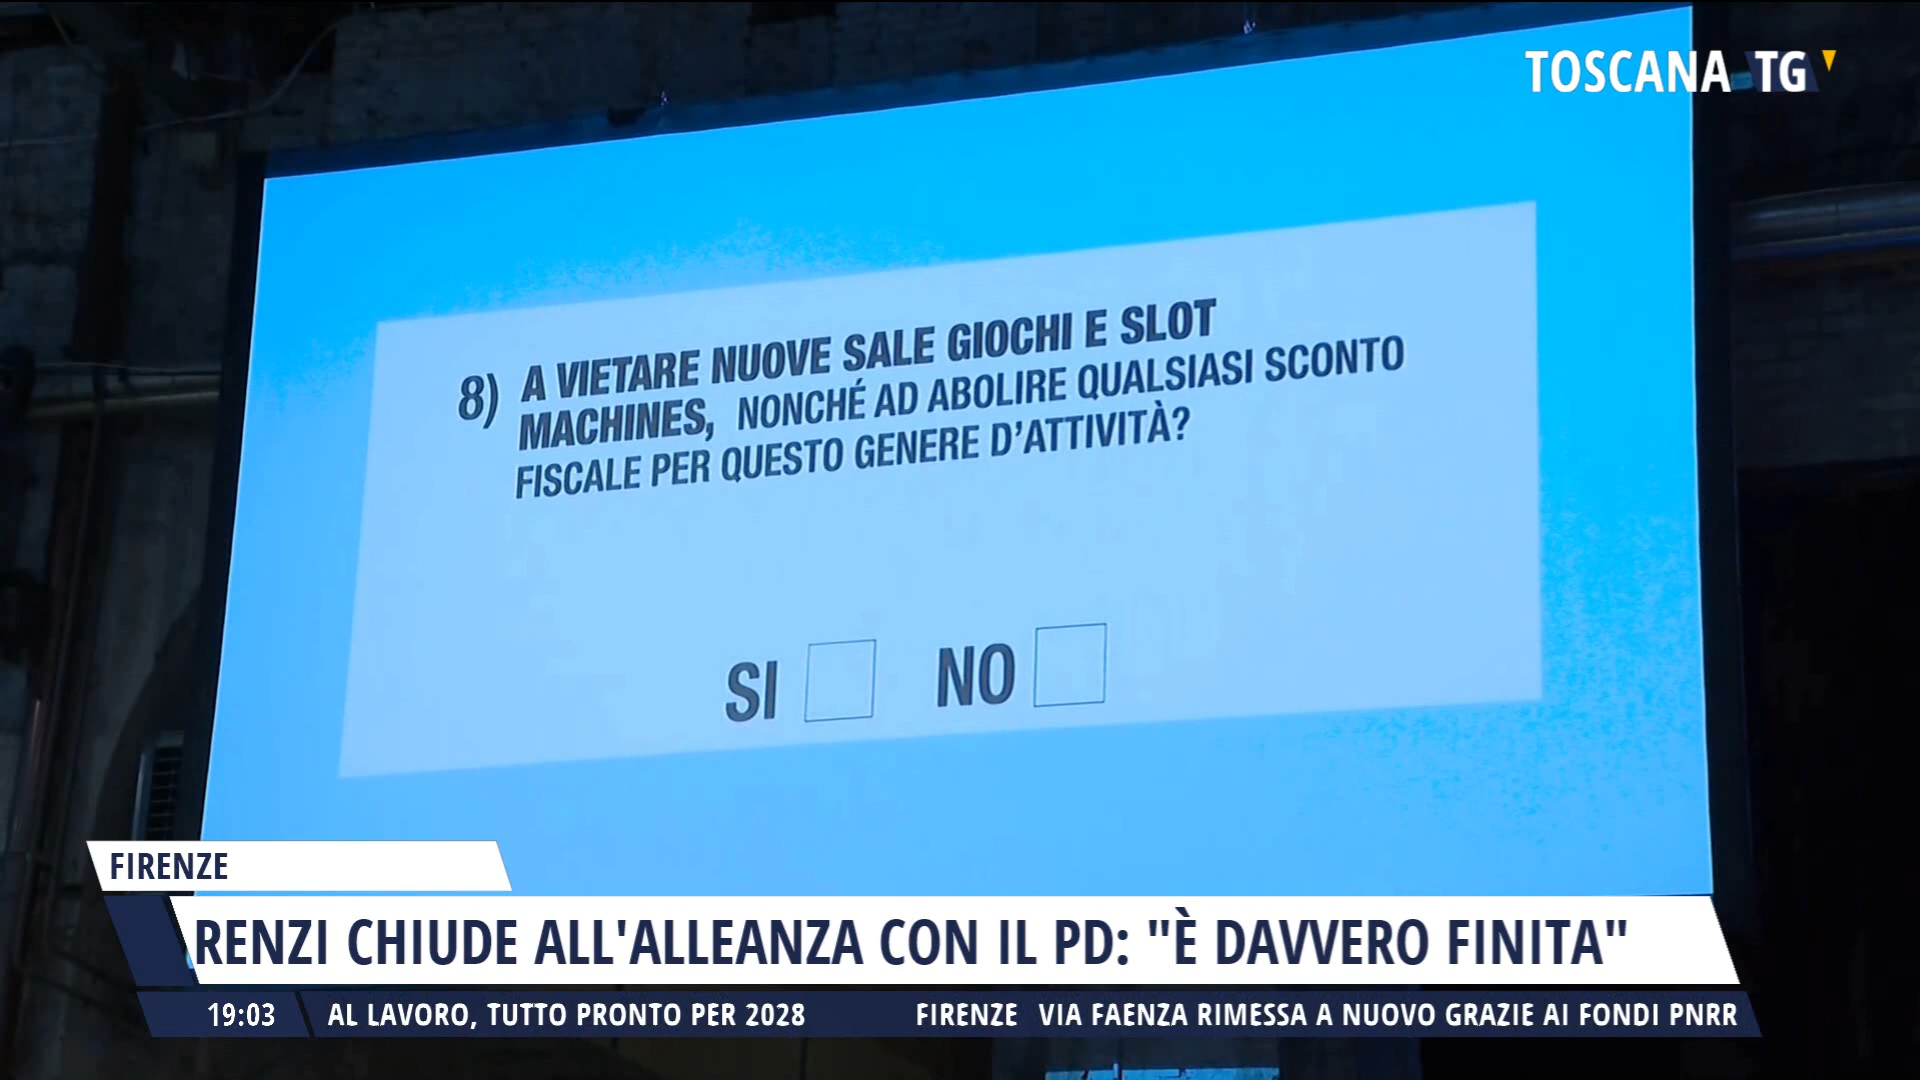 TOSCANA TG
8) A VIETARE NUOVE SALE GIOCHI E SLOT
MACHINES, NONCHÉ AD ABOLIRE QUALSIASI SCONTO
FISCALE PER QUESTO GENERE D'ATTIVITÀ?
SI NO
FIRENZE
RENZI CHIUDE ALL'ALLEANZA CON IL PD: "È DAVVERO FINITA"
19:03 AL LAVORO, TUTTO PRONTO PER 2028 FIRENZE VIA FAENZA RIMESSA A NUOVO GRAZIE AI FONDI PNRR